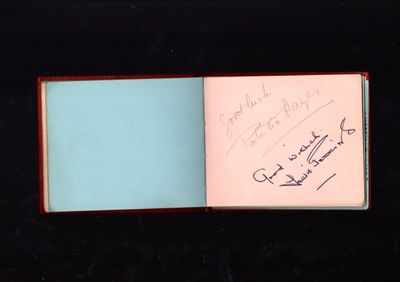 Good luck
Patricia Hayes
Good wishes